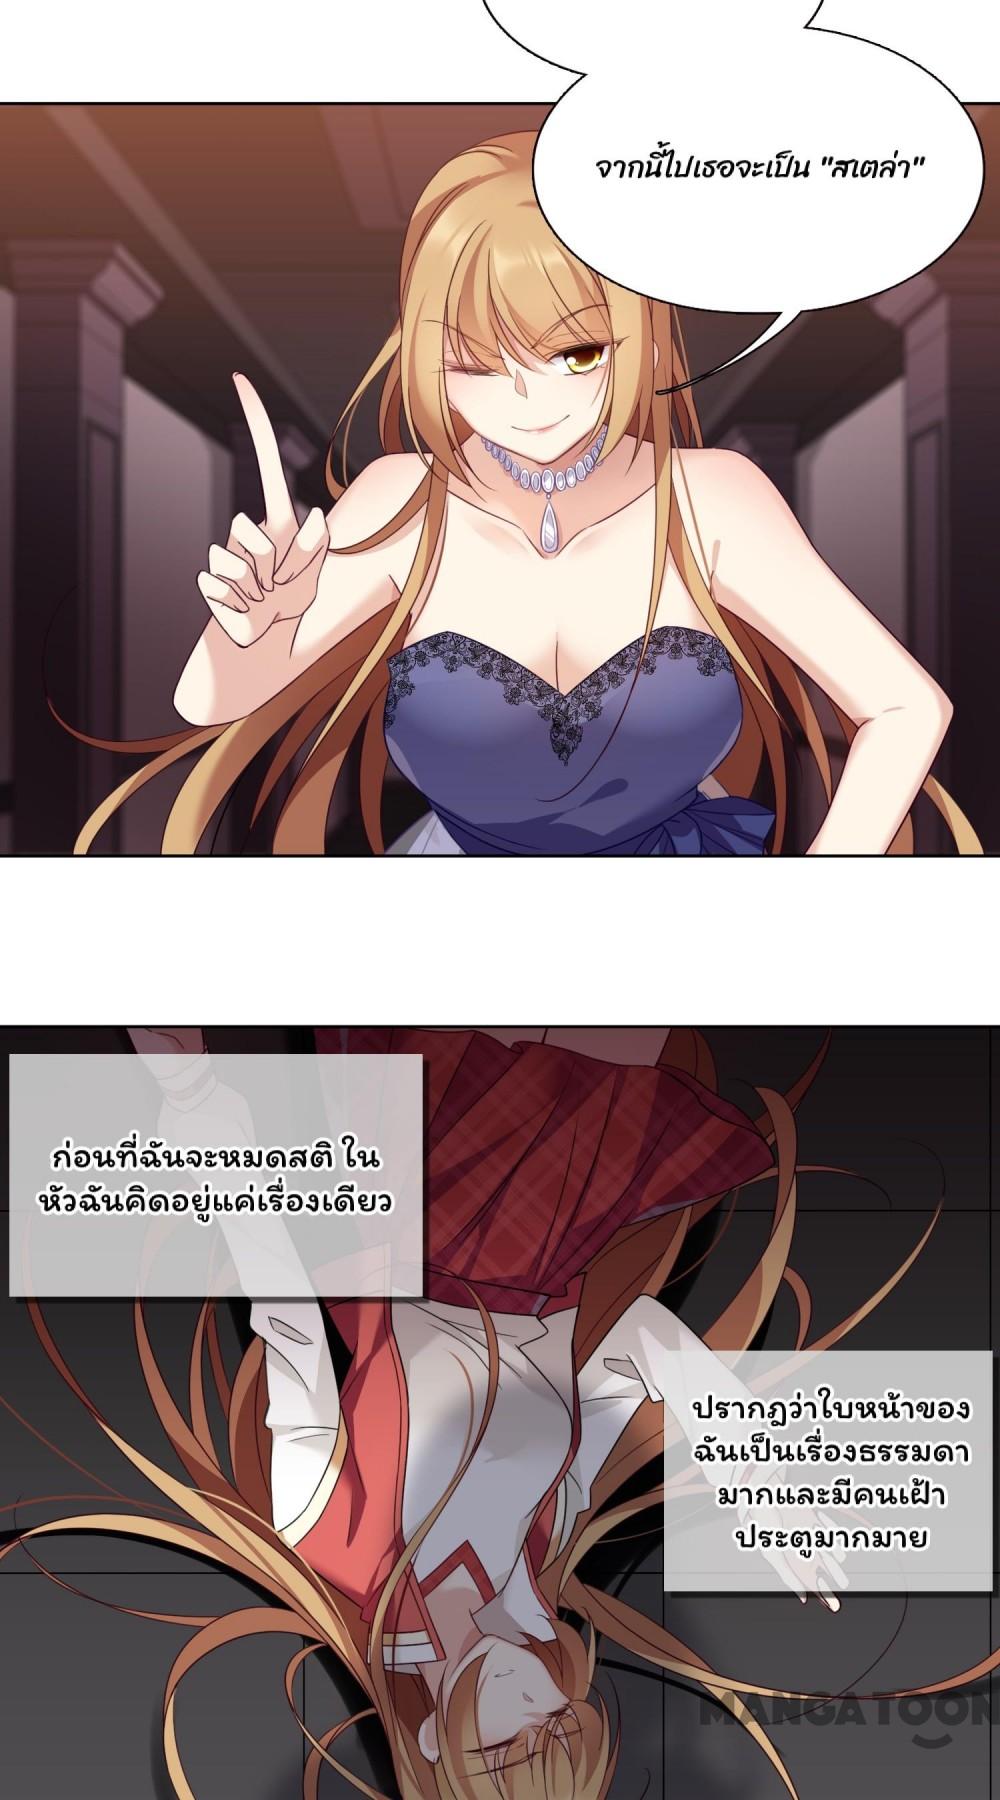 จากนี้ไปเธอจะเป็น "สเตล่า"
ก่อนที่ฉันจะหมดสติ ใน
หัวฉันคิดอยู่แค่เรื่องเดียว
ปรากฎว่าใบหน้าของ
ฉันเป็นเรื่องธรรมดา
มากและมีคนเฝ้า
ประตูมากมาย
MANGATOON